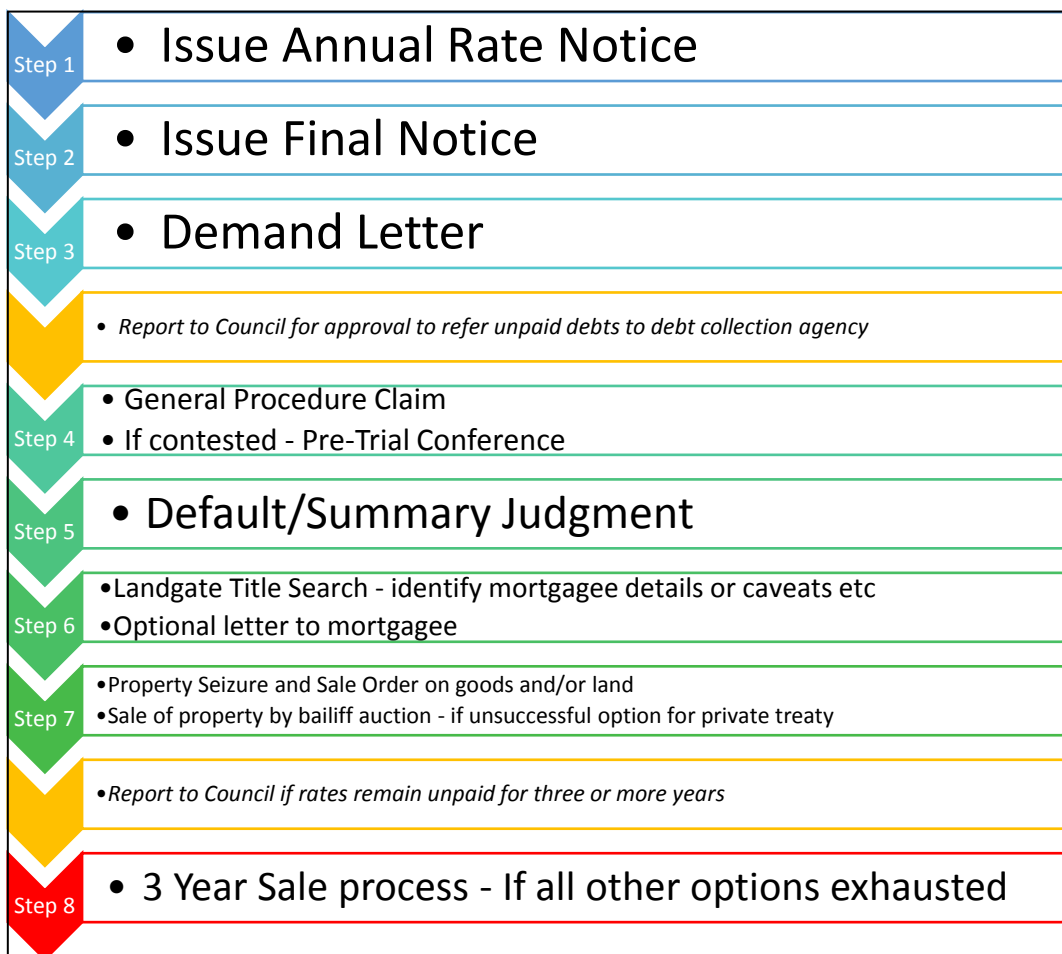 Step 1
• Issue Annual Rate Notice
Step 2
• Issue Final Notice
Step 3
• Demand Letter
• Report to Council for approval to refer unpaid debts to debt collection agency
Step 4
• General Procedure Claim
• If contested - Pre-Trial Conference
Step 5
• Default/Summary Judgment
Step 6
•Landgate Title Search - identify mortgagee details or caveats etc
•Optional letter to mortgagee
Step 7
•Property Seizure and Sale Order on goods and/or land
•Sale of property by bailiff auction - if unsuccessful option for private treaty
•Report to Council if rates remain unpaid for three or more years
Step 8
• 3 Year Sale process - If all other options exhausted